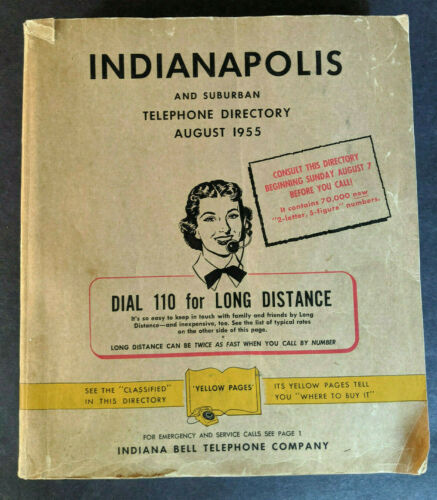 INDIANAPOLIS
AND SUBURBAN
TELEPHONE DIRECTORY
AUGUST 1955
CONSULT THIS DIRECTORY
BEGINNING SUNDAY AUGUST 7
BEFORE YOU CALL!
It contains 70,000 new
"2-letter, 5-figure" numbers.
DIAL 110 for LONG DISTANCE
It's so easy to keep in touch with family and friends by Long
Distance—and inexpensive, too. See the list of typical rates
on the other side of this page.
LONG DISTANCE CAN BE TWICE AS FAST WHEN YOU CALL BY NUMBER
SEE THE "CLASSIFIED"
IN THIS DIRECTORY
'YELLOW PAGES'
ITS YELLOW PAGES TELL
YOU "WHERE TO BUY IT"
FOR EMERGENCY AND SERVICE CALLS SEE PAGE 1
INDIANA BELL TELEPHONE COMPANY